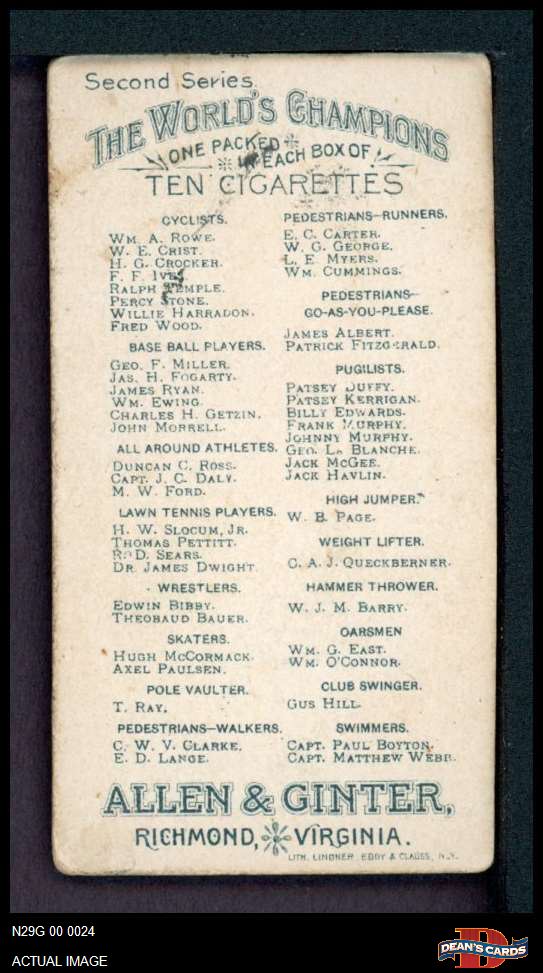 Second Series.
THE WORLD'S CHAMPIONS
ONE PACKED
IN EACH BOX OF
TEN CIGARETTES
CYCLISTS.
WM. A. ROWE.
W. E. CRIST.
H. G. CROCKER.
F. F. IVES.
RALPH TEMPLE.
PERCY STONE.
WILLIE HARRADON.
FRED WOOD.
BASE BALL PLAYERS.
GEO. F. MILLER.
JAS. H. FOGARTY.
JAMES RYAN.
WM. EWING.
CHARLES H. GETZIN.
JOHN MORRELL.
ALL AROUND ATHLETES.
DUNCAN C. ROSS.
CAPT. J. C. DALY.
M. W. FORD.
LAWN TENNIS PLAYERS.
H. W. SLOCUM, JR.
THOMAS PETTITT.
R. D. SEARS.
DR. JAMES DWIGHT.
WRESTLERS.
EDWIN BIBBY.
THEOBAUD BAUER.
SKATERS.
HUGH MCCORMACK.
AXEL PAULSEN.
POLE VAULTER.
T. RAY.
PEDESTRIANS—WALKERS.
C. W. V. CLARKE.
E. D. LANGE.
PEDESTRIANS—RUNNERS.
E. C. CARTER.
W. G. GEORGE.
L. E. MYERS.
WM. CUMMINGS.
PEDESTRIANS—
GO-AS-YOU-PLEASE.
JAMES ALBERT.
PATRICK FITZGERALD.
PUGILISTS.
PATSEY DUFFY.
PATSEY KERRIGAN.
BILLY EDWARDS.
FRANK MURPHY.
JOHNNY MURPHY.
GEO. LA BLANCHE.
JACK MCGEE.
JACK HAVLIN.
HIGH JUMPER.
W. B. PAGE.
WEIGHT LIFTER.
C. A. J. QUECKBERNER.
HAMMER THROWER.
W. J. M. BARRY.
OARSMEN
WM. G. EAST.
WM. O'CONNOR.
CLUB SWINGER.
GUS HILL.
SWIMMERS.
CAPT. PAUL BOYTON.
CAPT. MATTHEW WEBB.
ALLEN & GINTER,
RICHMOND, VIRGINIA.
LITH. LINDNER, EDDY & CLAUSS, N.Y.
N29G 00 0024
ACTUAL IMAGE
DEAN'S CARDS